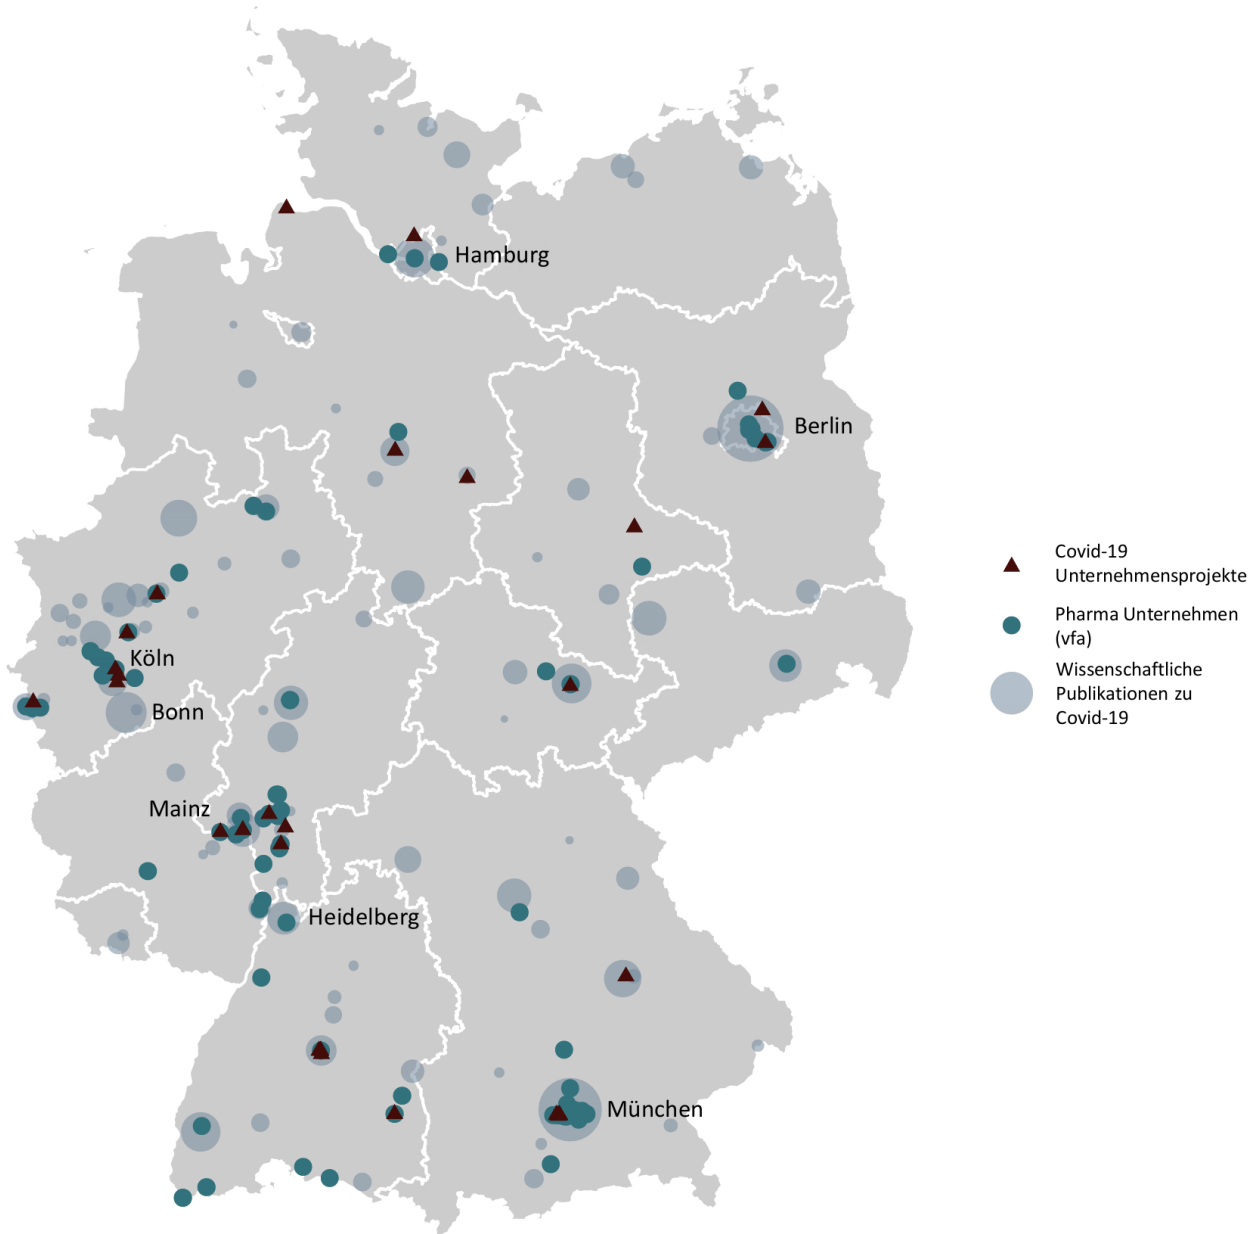 Hamburg
Berlin
Köln
Bonn
Mainz
Heidelberg
München
Covid-19
Unternehmensprojekte
Pharma Unternehmen
(vfa)
Wissenschaftliche
Publikationen zu
Covid-19